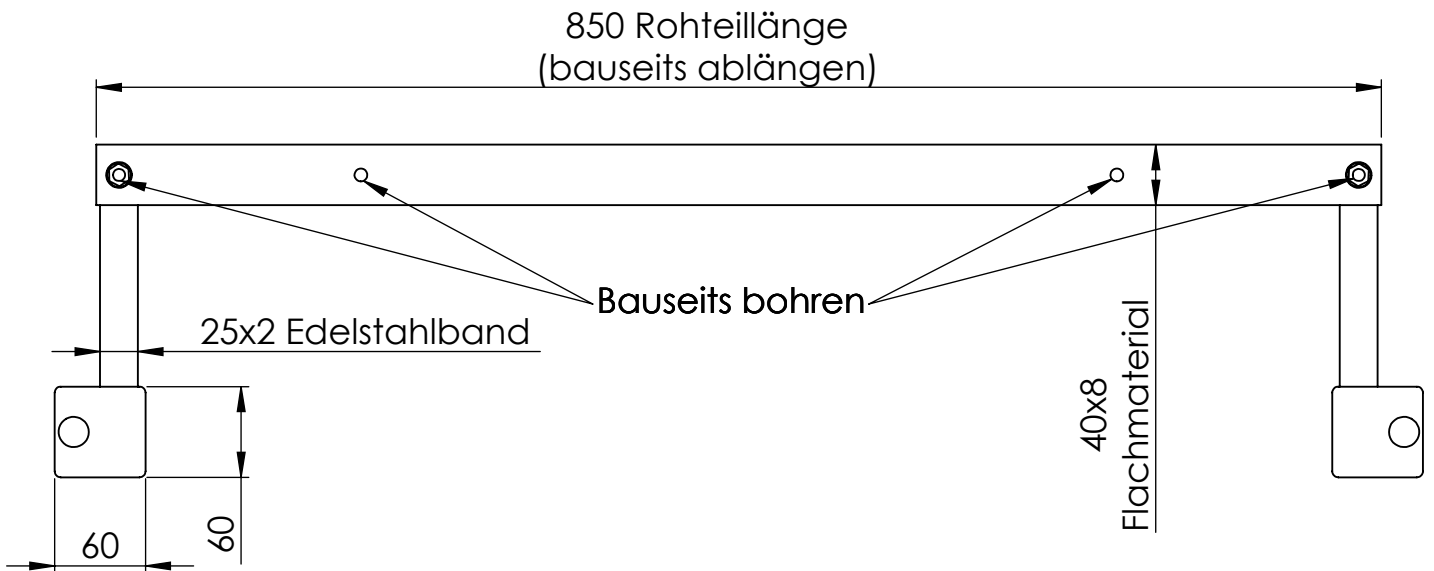 850 Rohteillänge
(bauseits ablängen)
Bauseits bohren
25x2 Edelstahlband
40x8
Flachmaterial
60
60